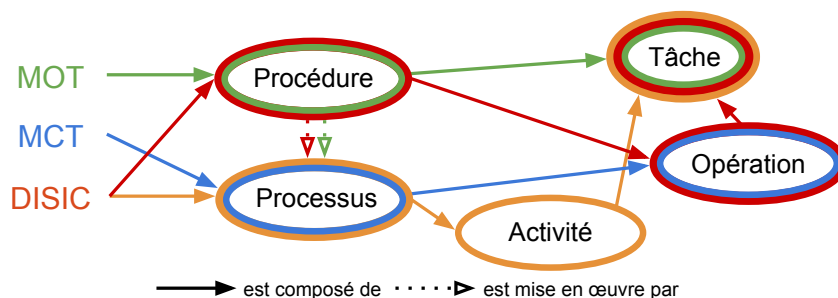 MOT
Procédure
Tâche
MCT
Opération
DISIC
Processus
Activité
est composé de
est mise en œuvre par